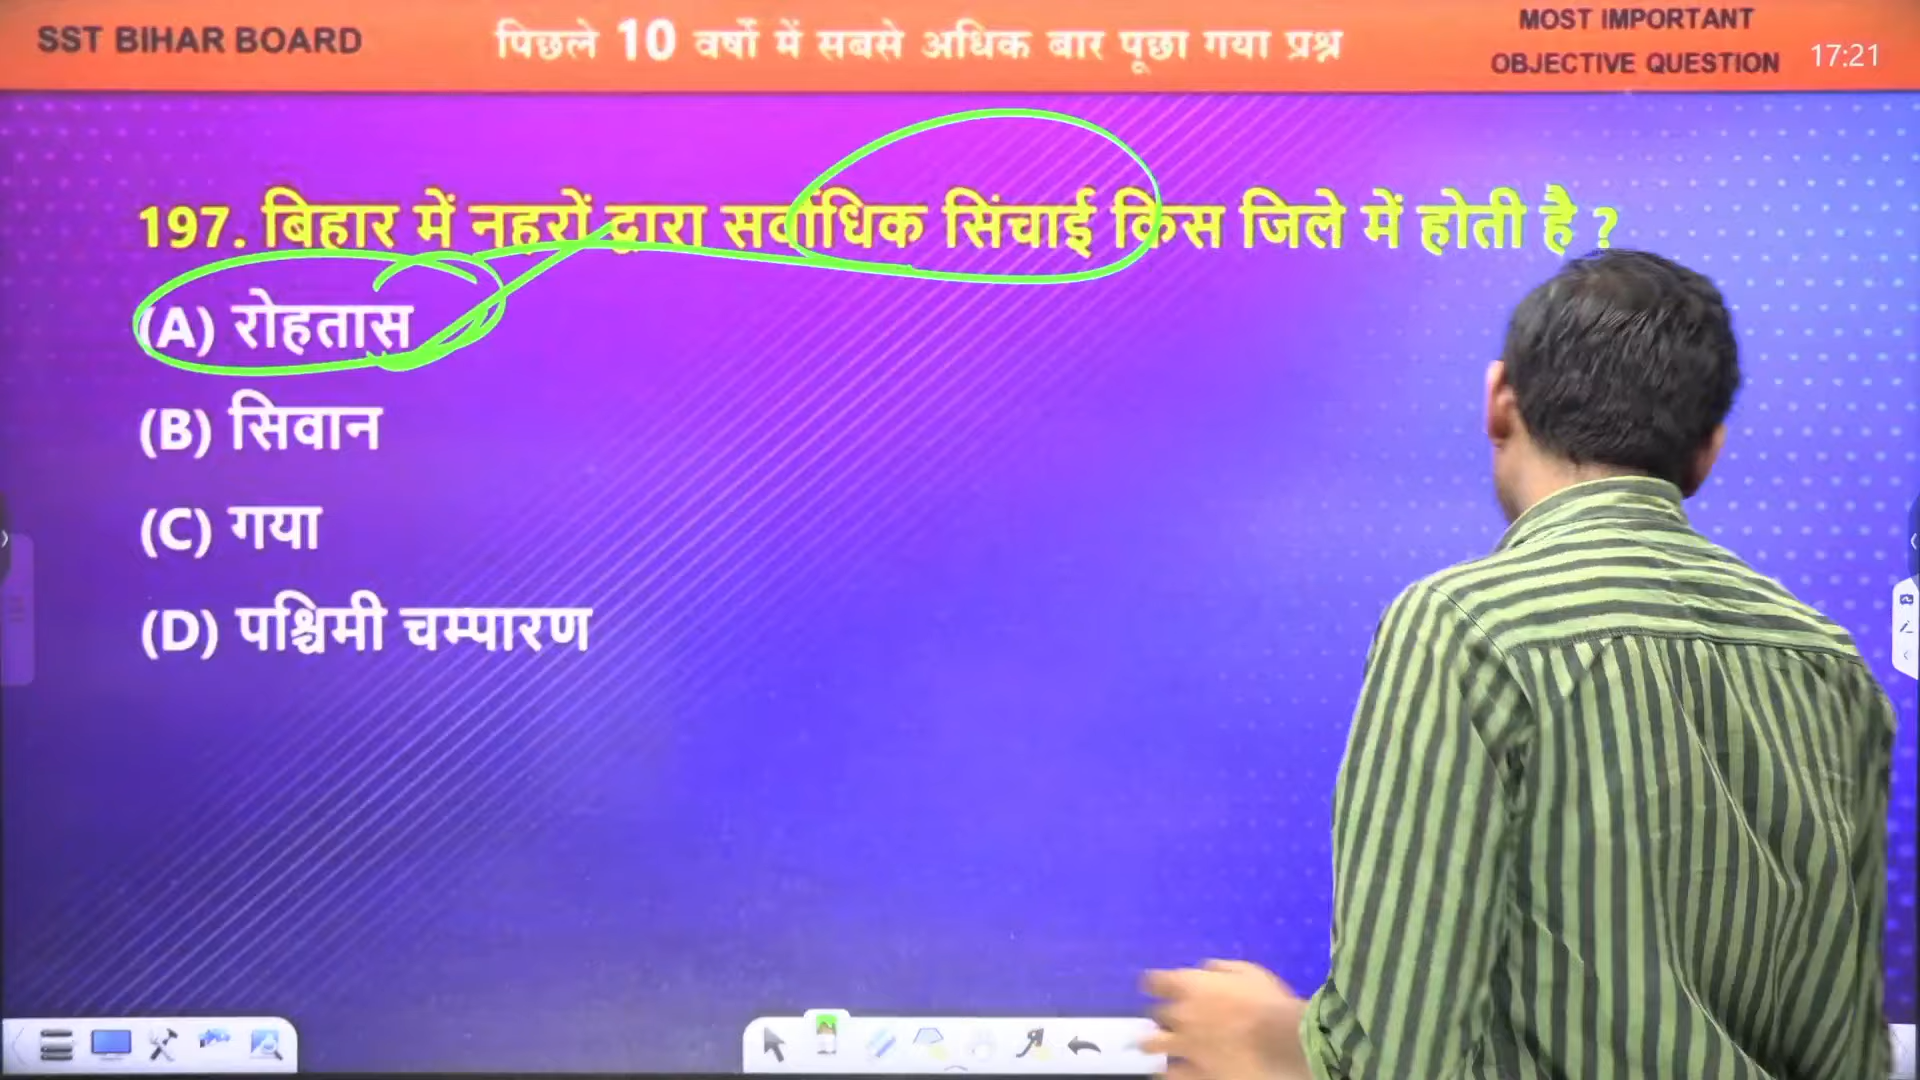 SST BIHAR BOARD
पिछले 10 वर्षो में सबसे अधिक बार पूछा गया प्रश्न
MOST IMPORTANT
OBJECTIVE QUESTION
17:21
197. बिहार में नहरों द्वारा सर्वाधिक सिंचाई किस जिले में होती है ?
(A) रोहतास
(B) सिवान
(C) गया
(D) पश्चिमी चम्पारण